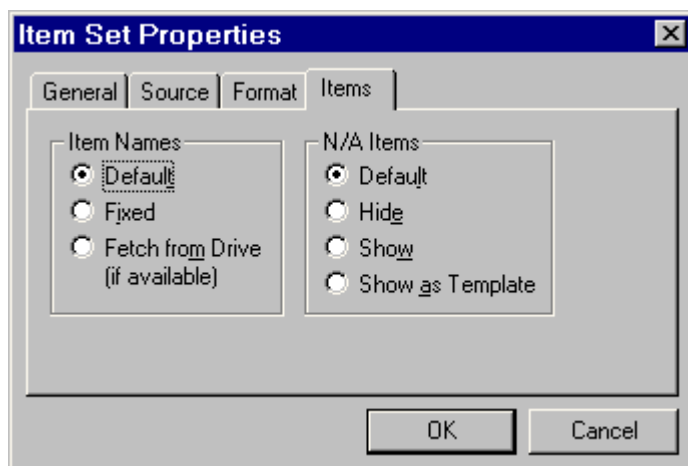 Item Set Properties
General Source Format Items
Item Names
Default
Fixed
Fetch from Drive
(if available)
N/A Items
Default
Hide
Show
Show as Template
OK Cancel